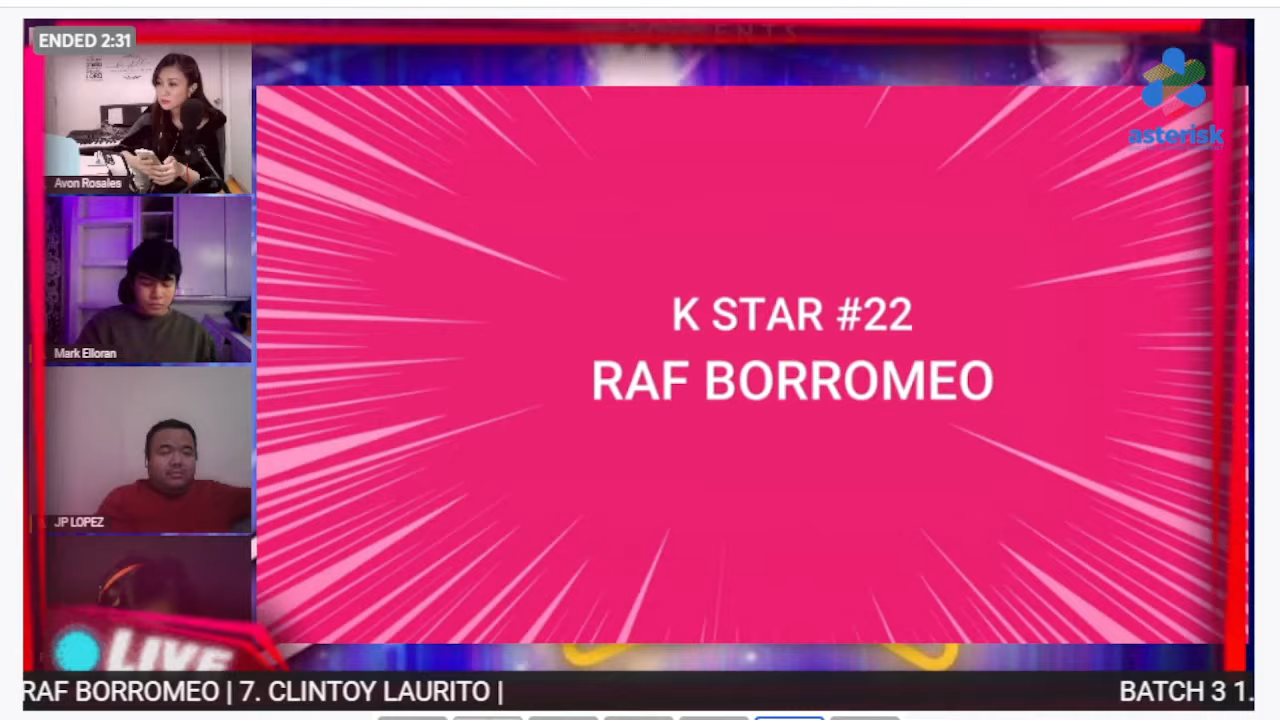 ENDED 2:31
asterisk
Avon Rosales
Mark Elloran
JP LOPEZ
K STAR #22
RAF BORROMEO
LIVE
RAF BORROMEO | 7. CLINTOY LAURITO |
BATCH 3 1.